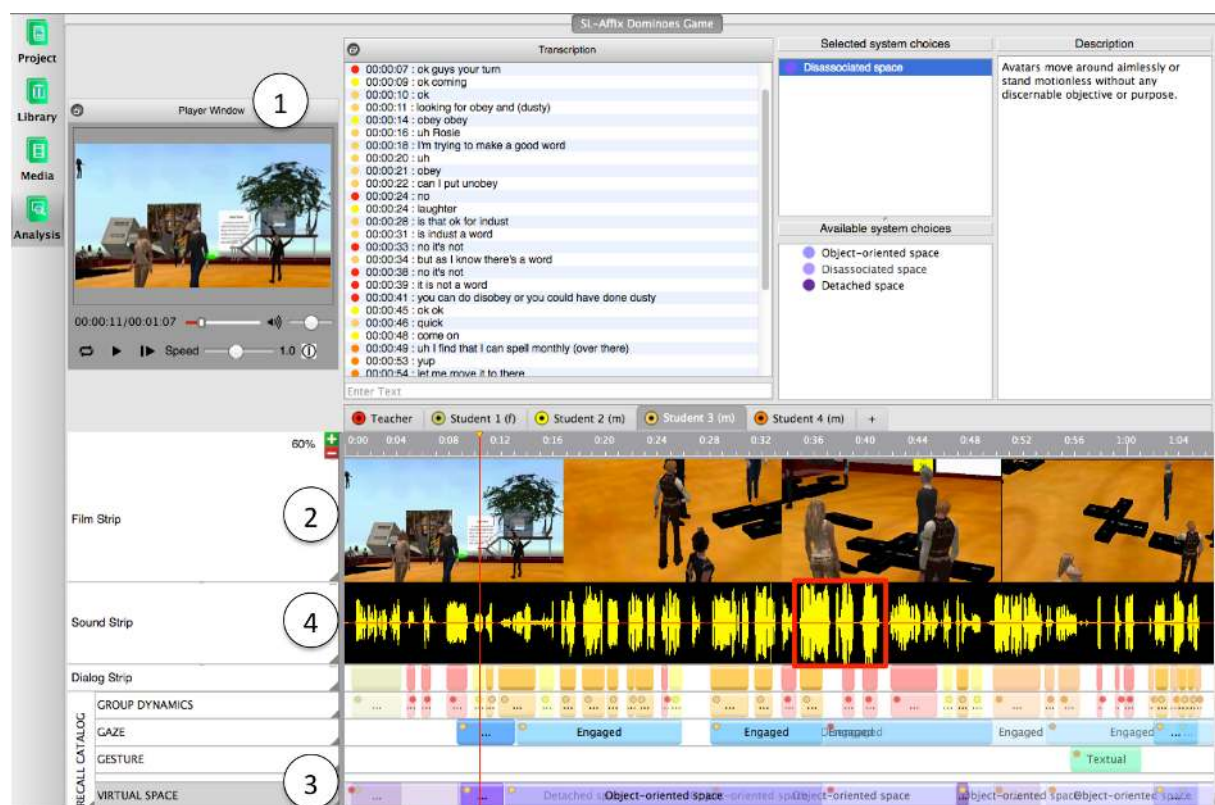 SL-Affix Dominoes Game
Project
Library
Media
Analysis
Player Window
1
00:00:11/00:01:07
Speed
1.0
Transcription
00:00:07 : ok guys your turn
00:00:09 : ok coming
00:00:10 : ok
00:00:11 : looking for obey and (dusty)
00:00:14 : obey obey
00:00:16 : uh Rosie
00:00:18 : I'm trying to make a good word
00:00:20 : uh
00:00:21 : obey
00:00:22 : can I put unobey
00:00:24 : no
00:00:24 : laughter
00:00:28 : is that ok for indust
00:00:31 : is indust a word
00:00:33 : no it's not
00:00:34 : but as I know there's a word
00:00:38 : no it's not
00:00:39 : it is not a word
00:00:41 : you can do disobey or you could have done dusty
00:00:45 : ok ok
00:00:46 : quick
00:00:48 : come on
00:00:49 : uh I find that I can spell monthly (over there)
00:00:53 : yup
00:00:54 : let me move it to there
Enter Text
Selected system choices
Disassociated space
Available system choices
Object-oriented space
Disassociated space
Detached space
Description
Avatars move around aimlessly or
stand motionless without any
discernable objective or purpose.
Teacher Student 1 (f) Student 2 (m) Student 3 (m) Student 4 (m) +
60% 0:00 0:04 0:08 0:12 0:16 0:20 0:24 0:28 0:32 0:36 0:40 0:44 0:48 0:52 0:56 1:00 1:04
Film Strip 2
Sound Strip 4
Dialog Strip
RECALL CATALOG
GROUP DYNAMICS
GAZE ... Engaged Engaged Engaged Engaged Engaged ...
GESTURE Textual
VIRTUAL SPACE 3 ... ... Detached Object-oriented space Object-oriented space Object-oriented space Object-oriented